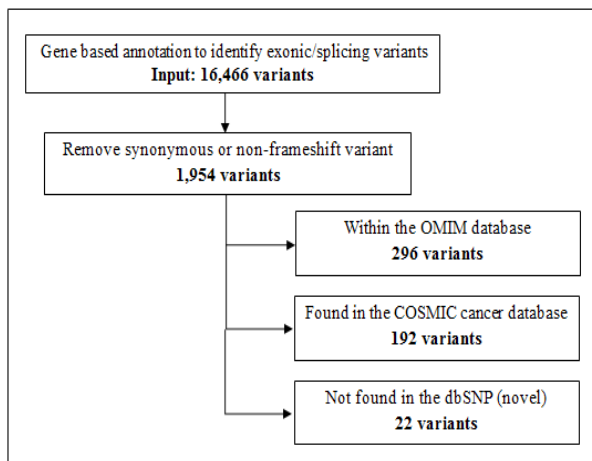 Gene based annotation to identify exonic/splicing variants
Input: 16,466 variants
Remove synonymous or non-frameshift variant
1,954 variants
Within the OMIM database
296 variants
Found in the COSMIC cancer database
192 variants
Not found in the dbSNP (novel)
22 variants